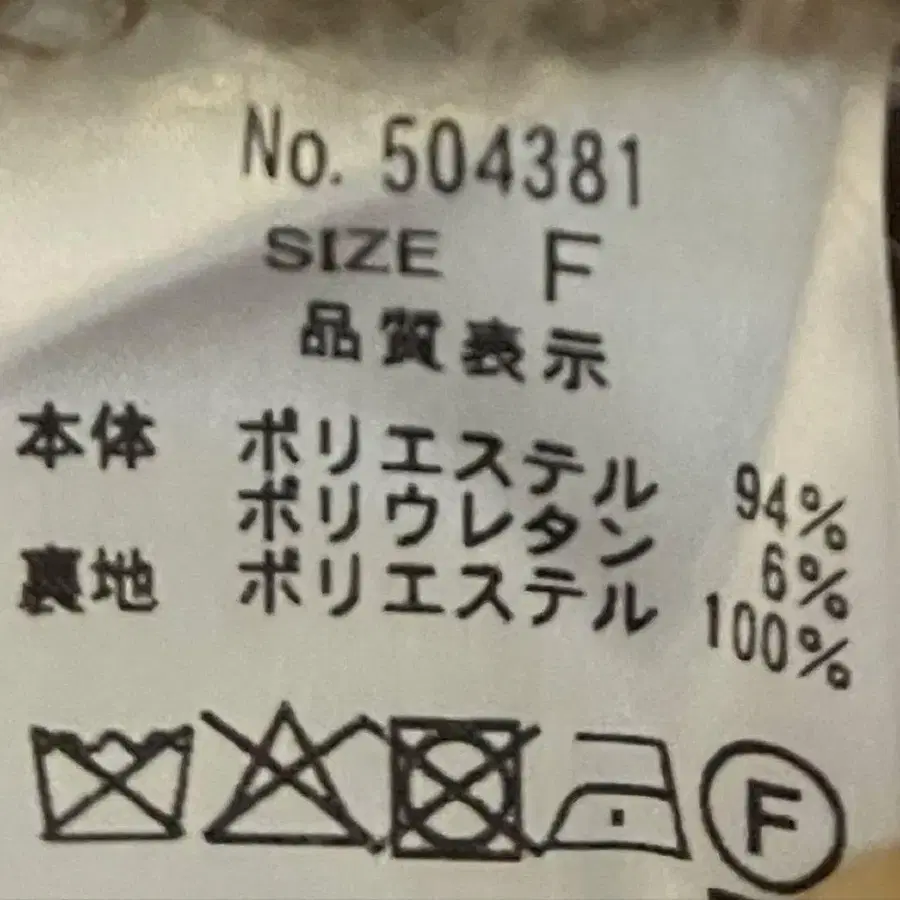 No. 504381
SIZE F
品質表示
本体 ポリエステル 94%
ポリウレタン 6%
裏地 ポリエステル 100%
F